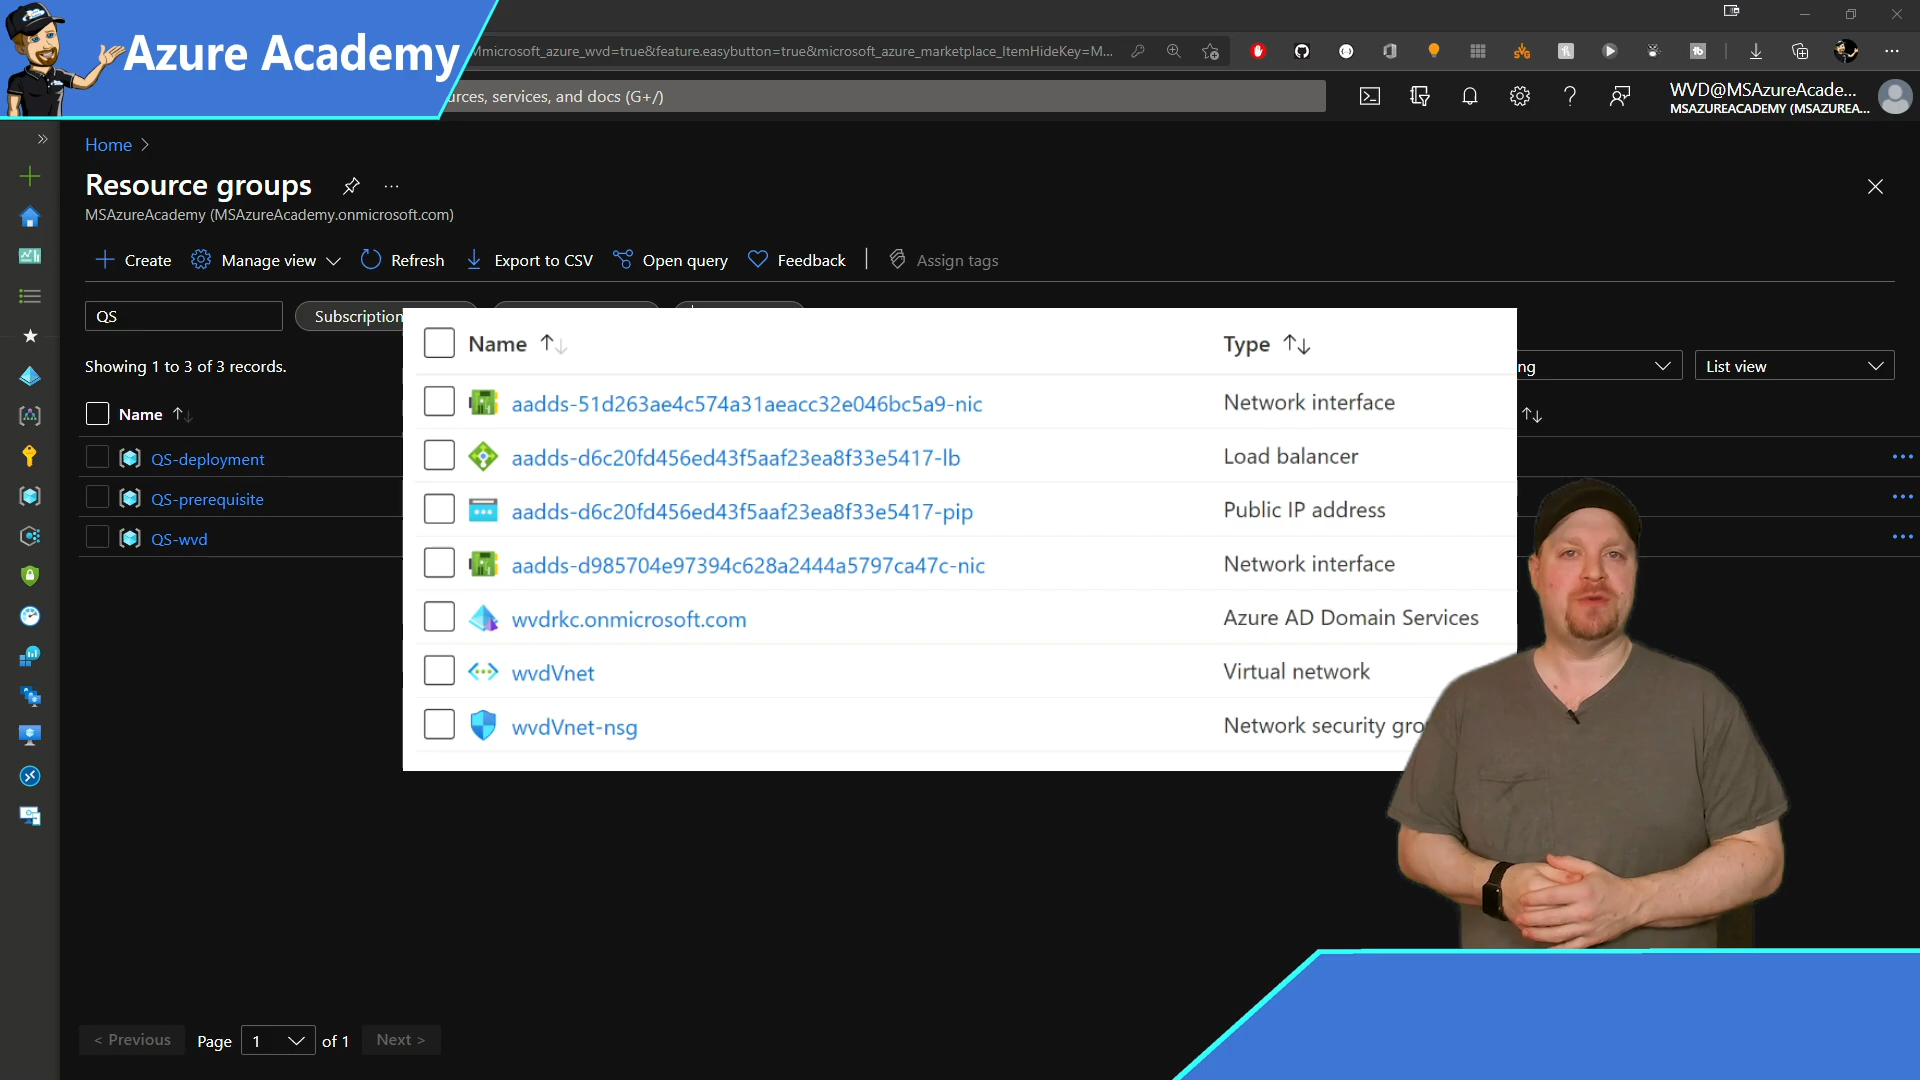 Azure Academy
Mmicrosoft_azure_wvd=true&feature.easybutton=true&microsoft_azure_marketplace_ItemHideKey=M...
urces, services, and docs (G+/)
WVD@MSAzureAcade...
MSAZUREACADEMY (MSAZUREA...
Home >
Resource groups
MSAzureAcademy (MSAzureAcademy.onmicrosoft.com)
Create
Manage view
Refresh
Export to CSV
Open query
Feedback
Assign tags
QS
Subscription
Showing 1 to 3 of 3 records.
ng
List view
Name
QS-deployment
QS-prerequisite
QS-wvd
Name
Type
aadds-51d263ae4c574a31aeacc32e046bc5a9-nic
Network interface
aadds-d6c20fd456ed43f5aaf23ea8f33e5417-lb
Load balancer
aadds-d6c20fd456ed43f5aaf23ea8f33e5417-pip
Public IP address
aadds-d985704e97394c628a2444a5797ca47c-nic
Network interface
wvdrkc.onmicrosoft.com
Azure AD Domain Services
wvdVnet
Virtual network
wvdVnet-nsg
Network security gro
< Previous
Page
1
of 1
Next >